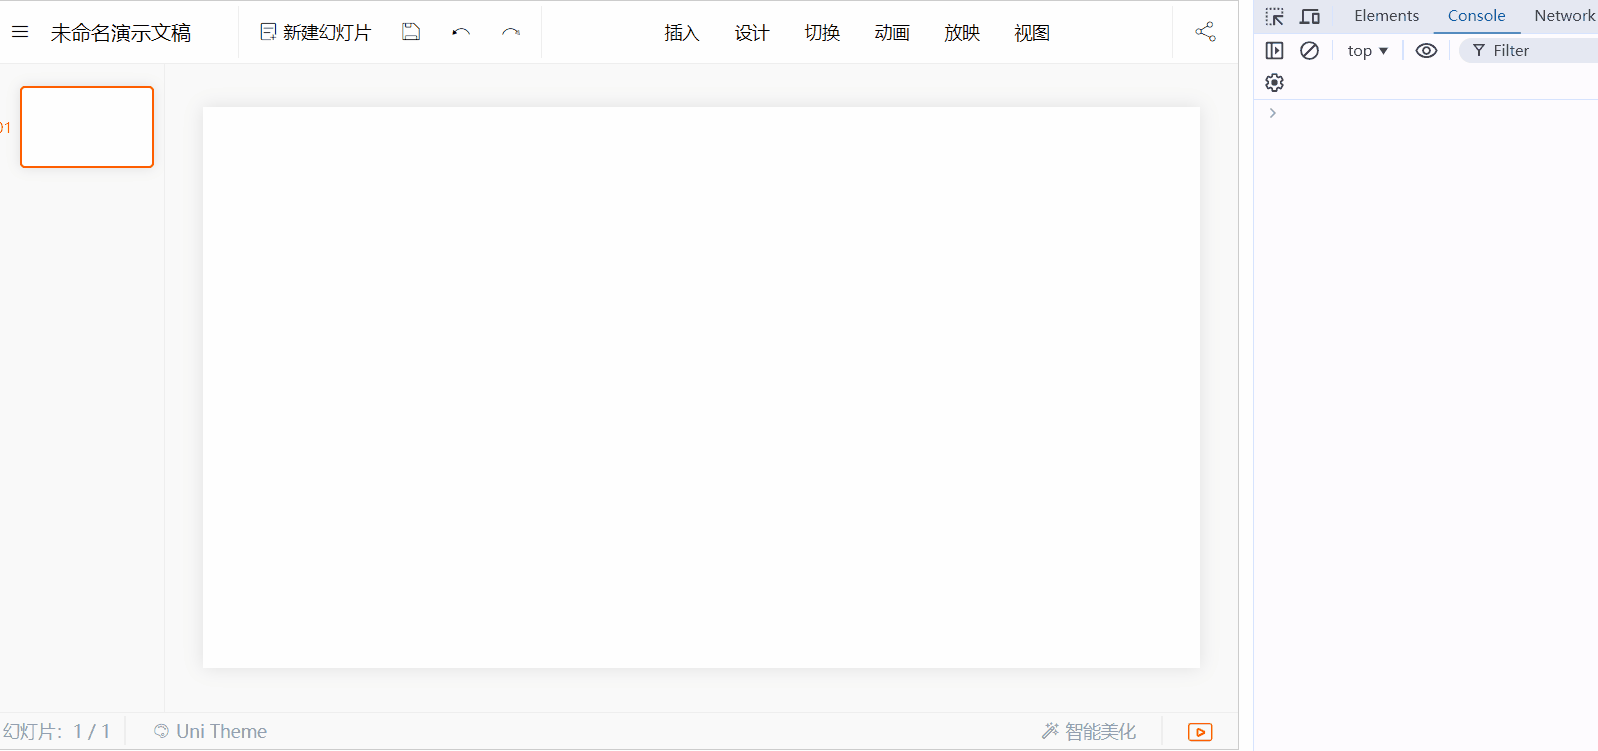 未命名演示文稿 新建幻灯片 插入 设计 切换 动画 放映 视图
01
幻灯片: 1 / 1 Uni Theme 智能美化
Elements Console Network
top ▼ Filter